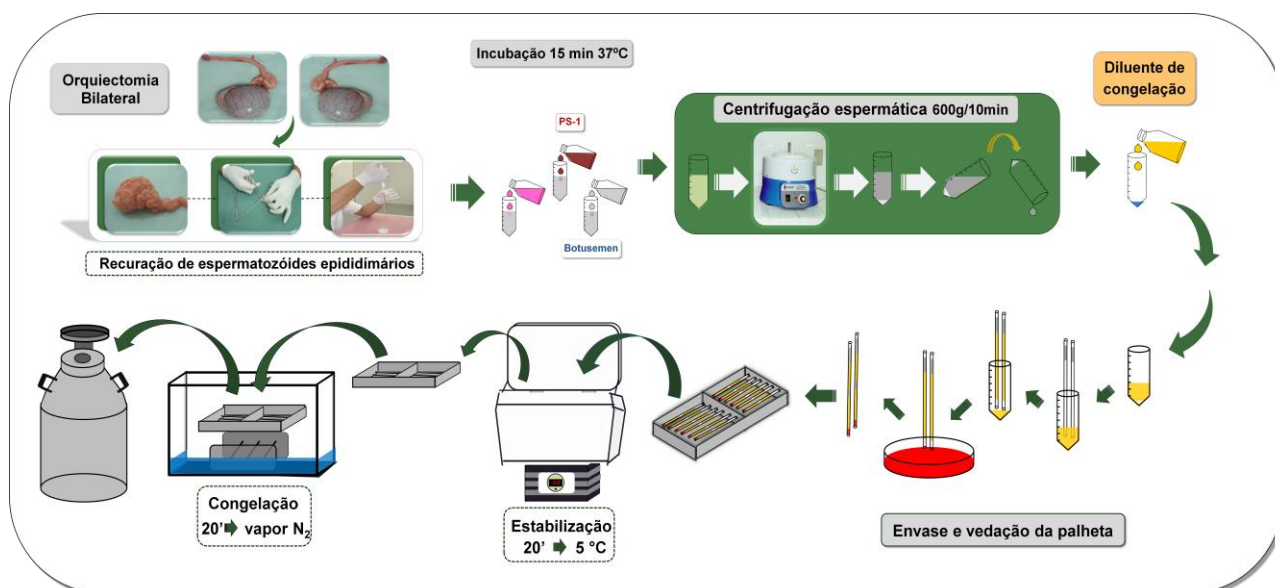 Orquiectomia
Bilateral
Recuração de espermatozóides epididímários
Incubação 15 min 37ºC
PS-1
Botusemen
Centrifugação espermática 600g/10min
Diluente de
congelação
Congelação
20' vapor N₂
Estabilização
20' 5 °C
Envase e vedação da palheta